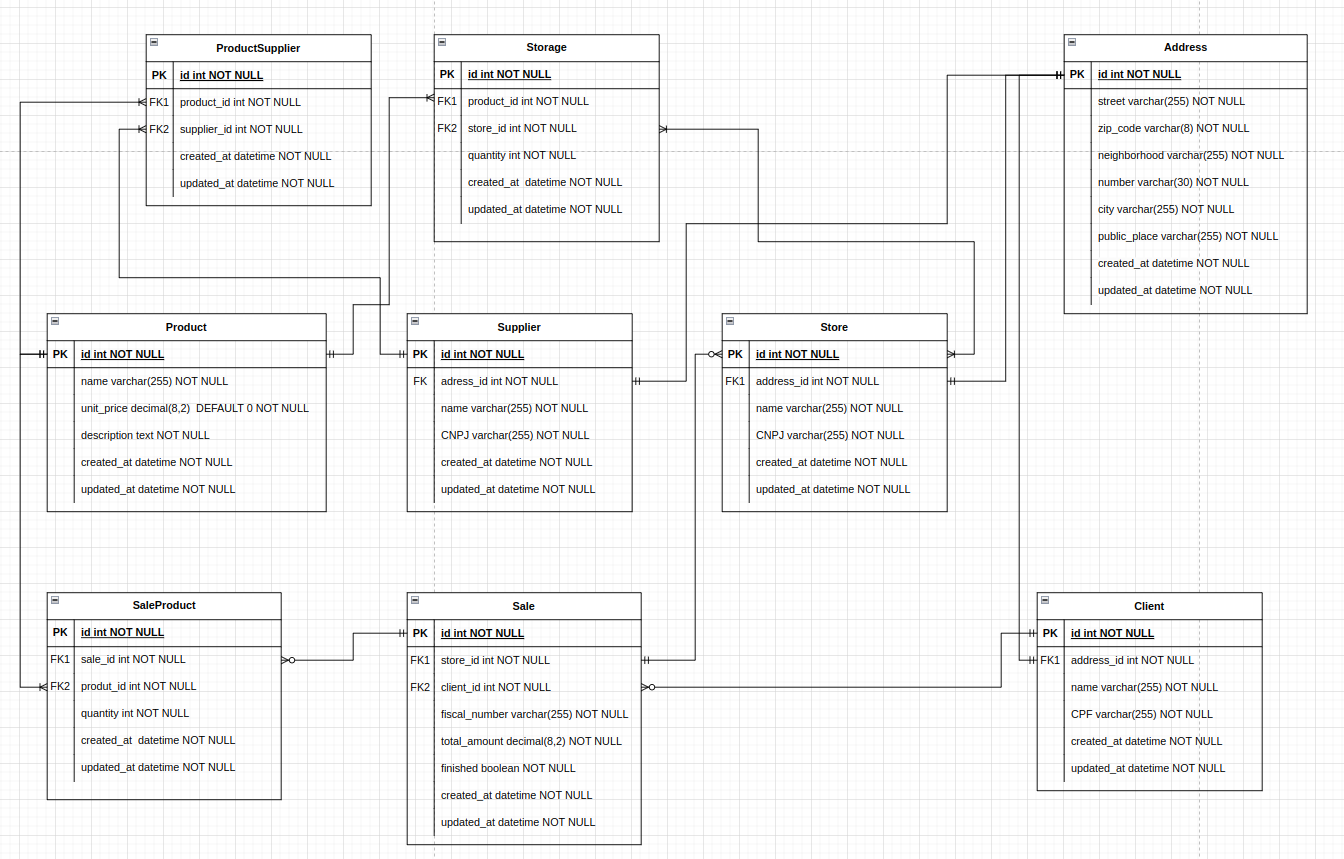 ProductSupplier
PK id int NOT NULL
FK1 product_id int NOT NULL
FK2 supplier_id int NOT NULL
created_at datetime NOT NULL
updated_at datetime NOT NULL
Storage
PK id int NOT NULL
FK1 product_id int NOT NULL
FK2 store_id int NOT NULL
quantity int NOT NULL
created_at  datetime NOT NULL
updated_at datetime NOT NULL
Address
PK id int NOT NULL
street varchar(255) NOT NULL
zip_code varchar(8) NOT NULL
neighborhood varchar(255) NOT NULL
number varchar(30) NOT NULL
city varchar(255) NOT NULL
public_place varchar(255) NOT NULL
created_at datetime NOT NULL
updated_at datetime NOT NULL
Product
PK id int NOT NULL
name varchar(255) NOT NULL
unit_price decimal(8,2)  DEFAULT 0 NOT NULL
description text NOT NULL
created_at datetime NOT NULL
updated_at datetime NOT NULL
Supplier
PK id int NOT NULL
FK adress_id int NOT NULL
name varchar(255) NOT NULL
CNPJ varchar(255) NOT NULL
created_at datetime NOT NULL
updated_at datetime NOT NULL
Store
PK id int NOT NULL
FK1 address_id int NOT NULL
name varchar(255) NOT NULL
CNPJ varchar(255) NOT NULL
created_at datetime NOT NULL
updated_at datetime NOT NULL
SaleProduct
PK id int NOT NULL
FK1 sale_id int NOT NULL
FK2 produt_id int NOT NULL
quantity int NOT NULL
created_at  datetime NOT NULL
updated_at datetime NOT NULL
Sale
PK id int NOT NULL
FK1 store_id int NOT NULL
FK2 client_id int NOT NULL
fiscal_number varchar(255) NOT NULL
total_amount decimal(8,2) NOT NULL
finished boolean NOT NULL
created_at datetime NOT NULL
updated_at datetime NOT NULL
Client
PK id int NOT NULL
FK1 address_id int NOT NULL
name varchar(255) NOT NULL
CPF varchar(255) NOT NULL
created_at datetime NOT NULL
updated_at datetime NOT NULL